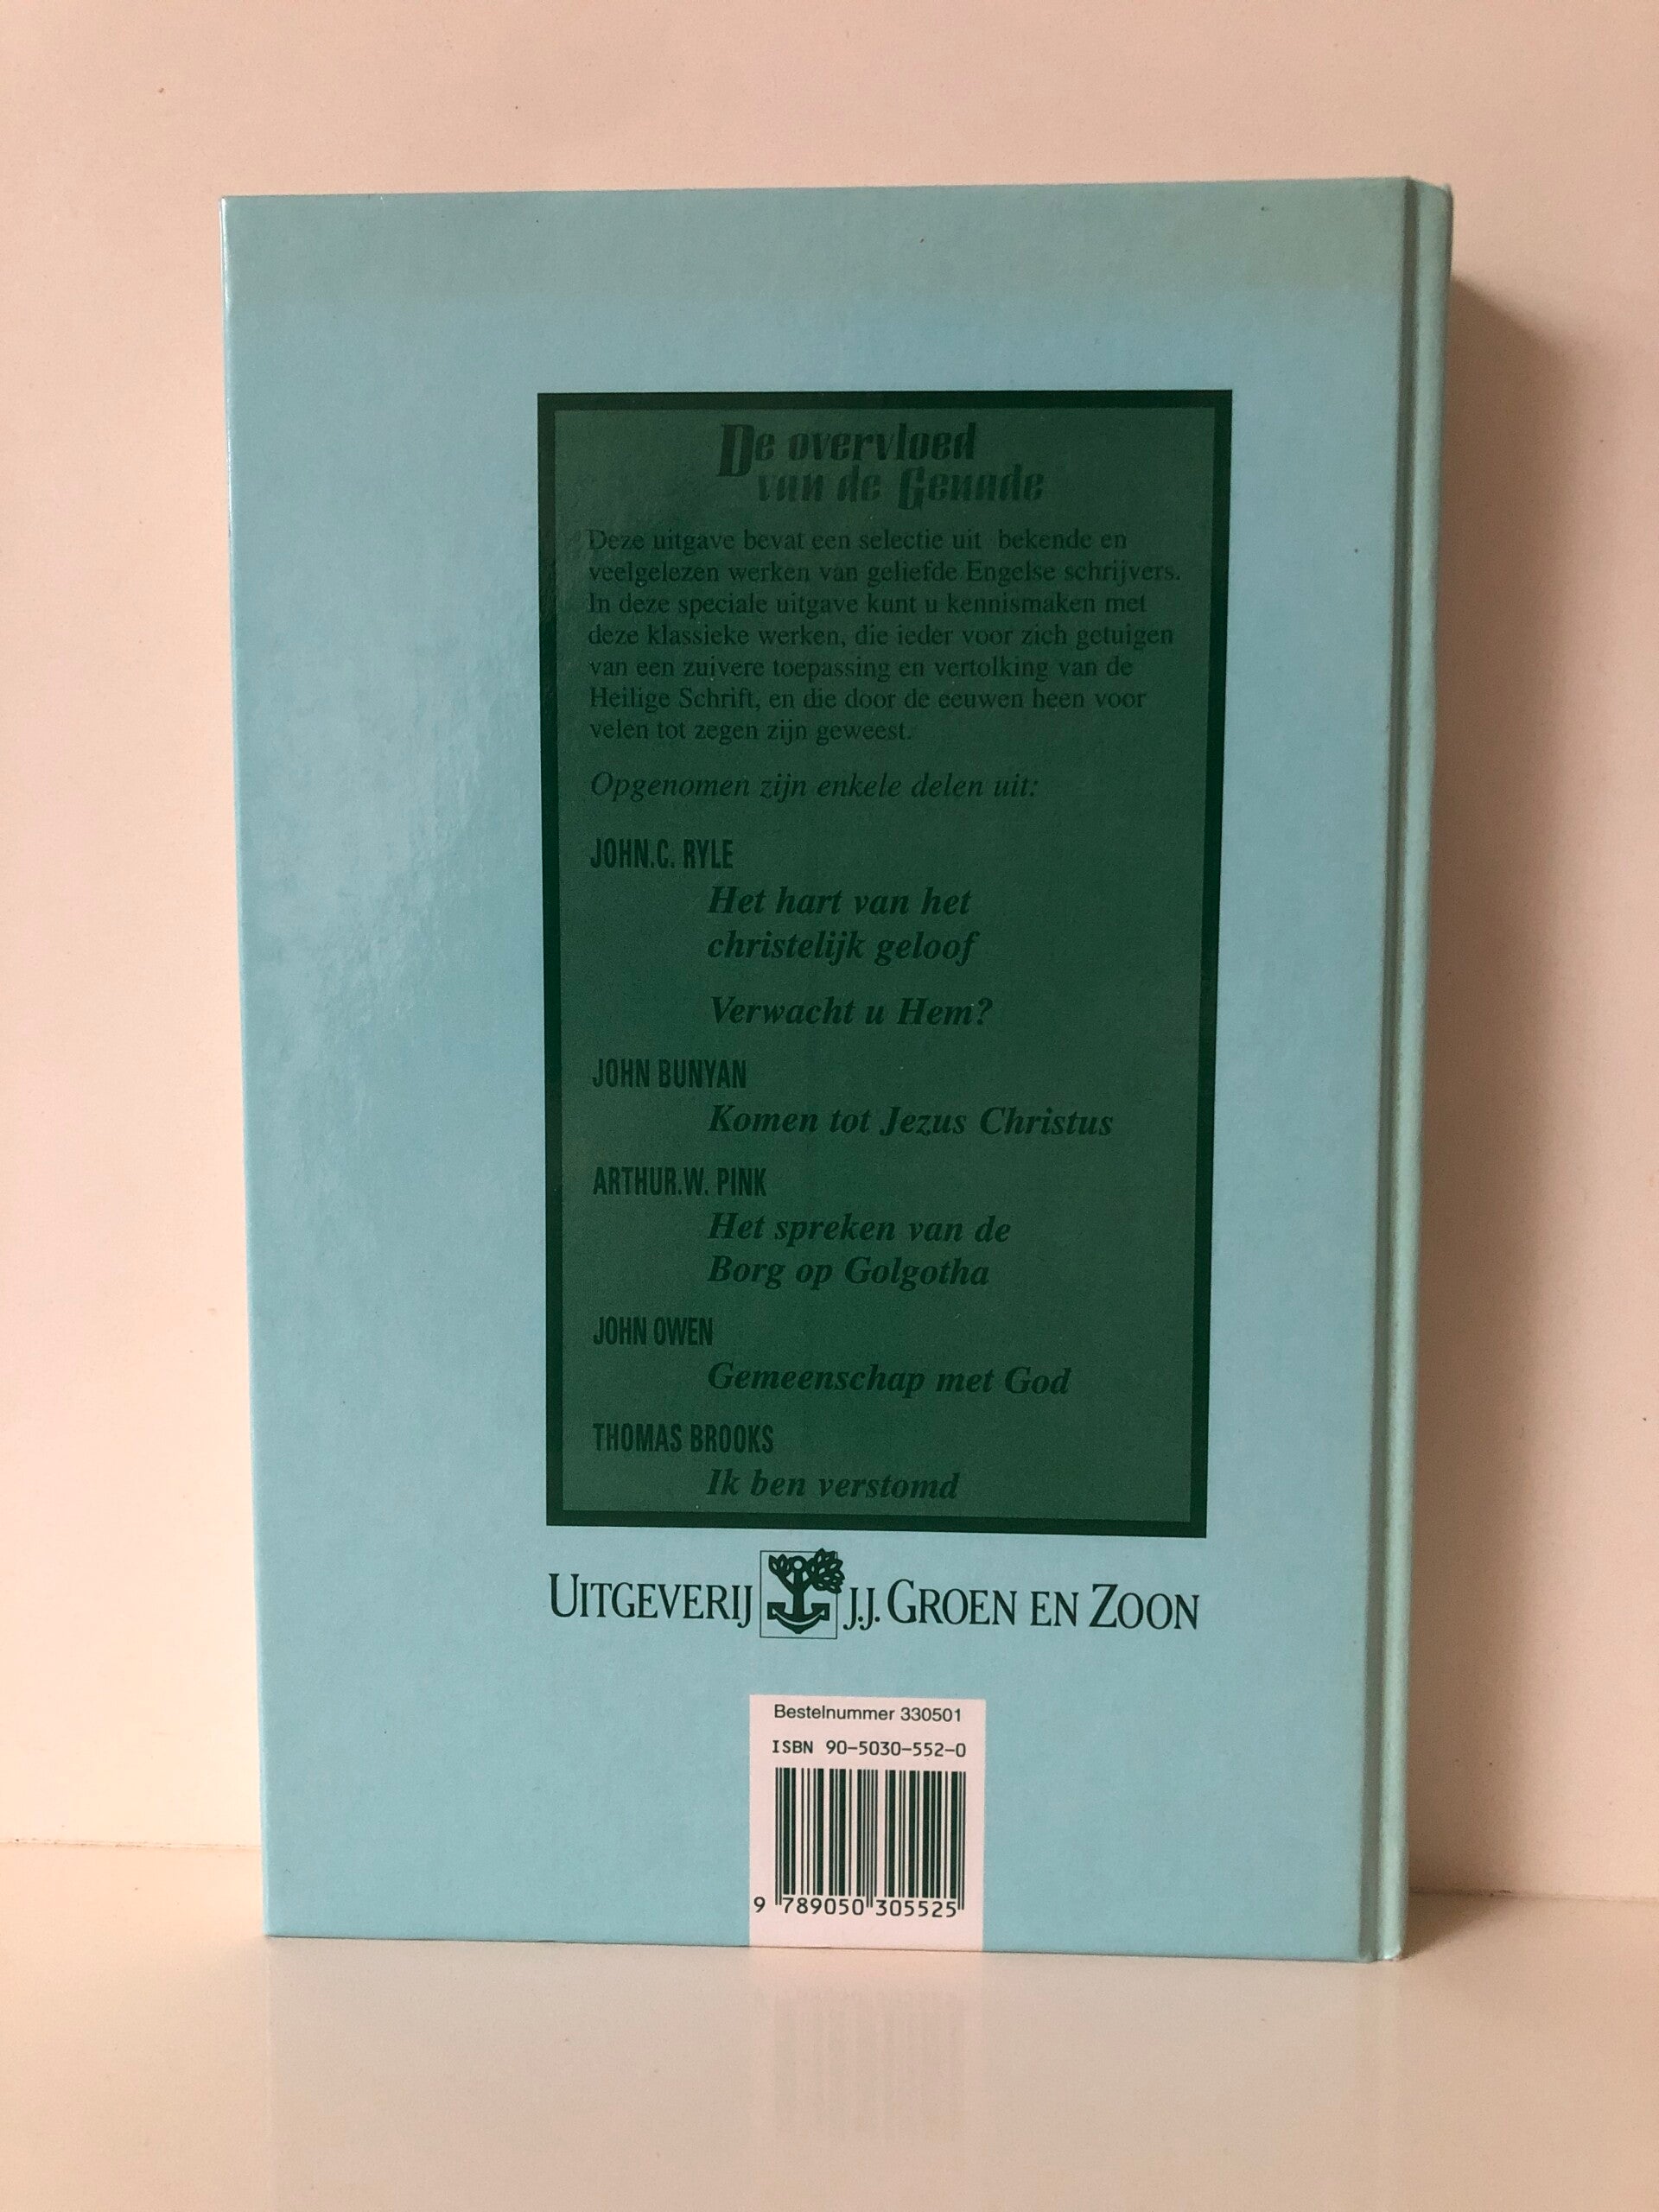 De overvloed
van de Genade
Deze uitgave bevat een selectie uit bekende en
veelgelezen werken van geliefde Engelse schrijvers.
In deze speciale uitgave kunt u kennismaken met
deze klassieke werken, die ieder voor zich getuigen
van een zuivere toepassing en vertolking van de
Heilige Schrift, en die door de eeuwen heen voor
velen tot zegen zijn geweest.
Opgenomen zijn enkele delen uit:
JOHN.C. RYLE
Het hart van het
christelijk geloof
Verwacht u Hem?
JOHN BUNYAN
Komen tot Jezus Christus
ARTHUR.W. PINK
Het spreken van de
Borg op Golgotha
JOHN OWEN
Gemeenschap met God
THOMAS BROOKS
Ik ben verstomd
UITGEVERIJ J.J. GROEN EN ZOON
Bestelnummer 330501
ISBN 90-5030-552-0
9 789050 305525